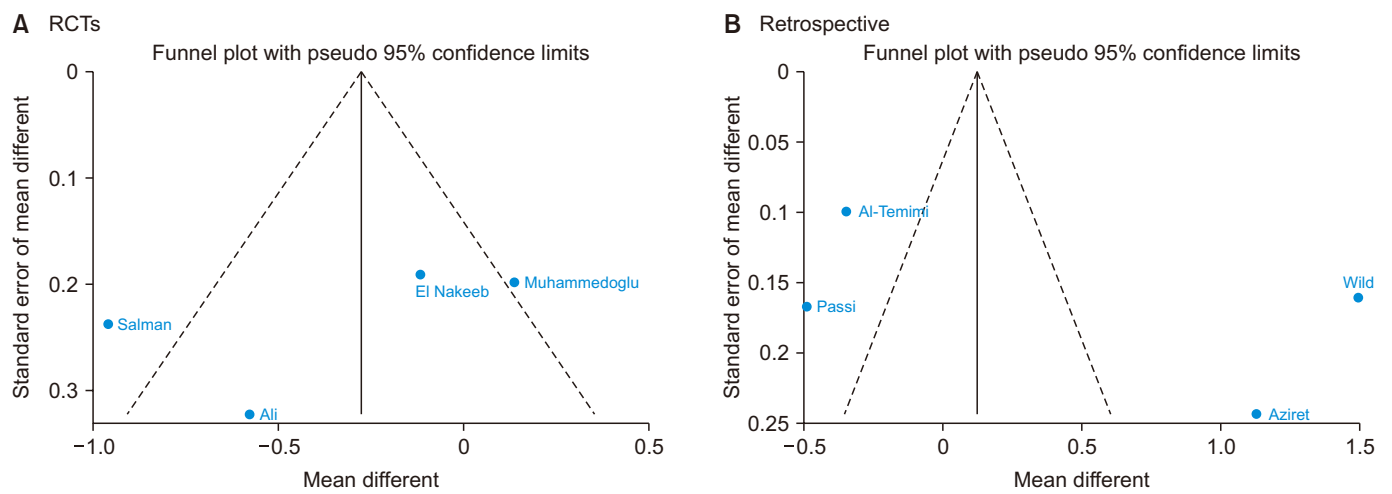 A RCTs
Funnel plot with pseudo 95% confidence limits
Standard error of mean different
0
0.1
0.2
0.3
El Nakeeb
Muhammedoglu
Salman
Ali
−1.0 −0.5 0 0.5
Mean different
B Retrospective
Funnel plot with pseudo 95% confidence limits
Standard error of mean different
0
0.05
0.1
0.15
0.2
0.25
Al-Temimi
Wild
Passi
Aziret
−0.5 0 0.5 1.0 1.5
Mean different